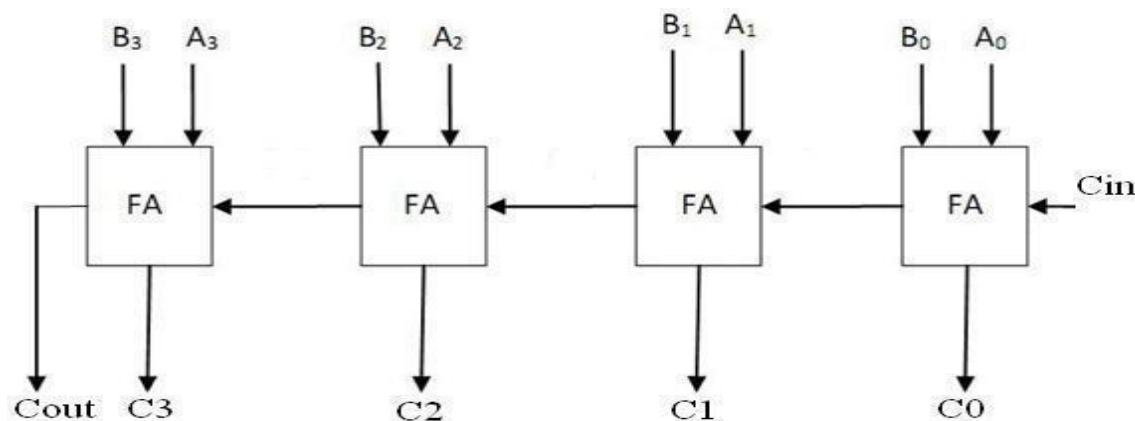 B₃ A₃ B₂ A₂ B₁ A₁ B₀ A₀
FA FA FA FA Cin
Cout C3 C2 C1 C0